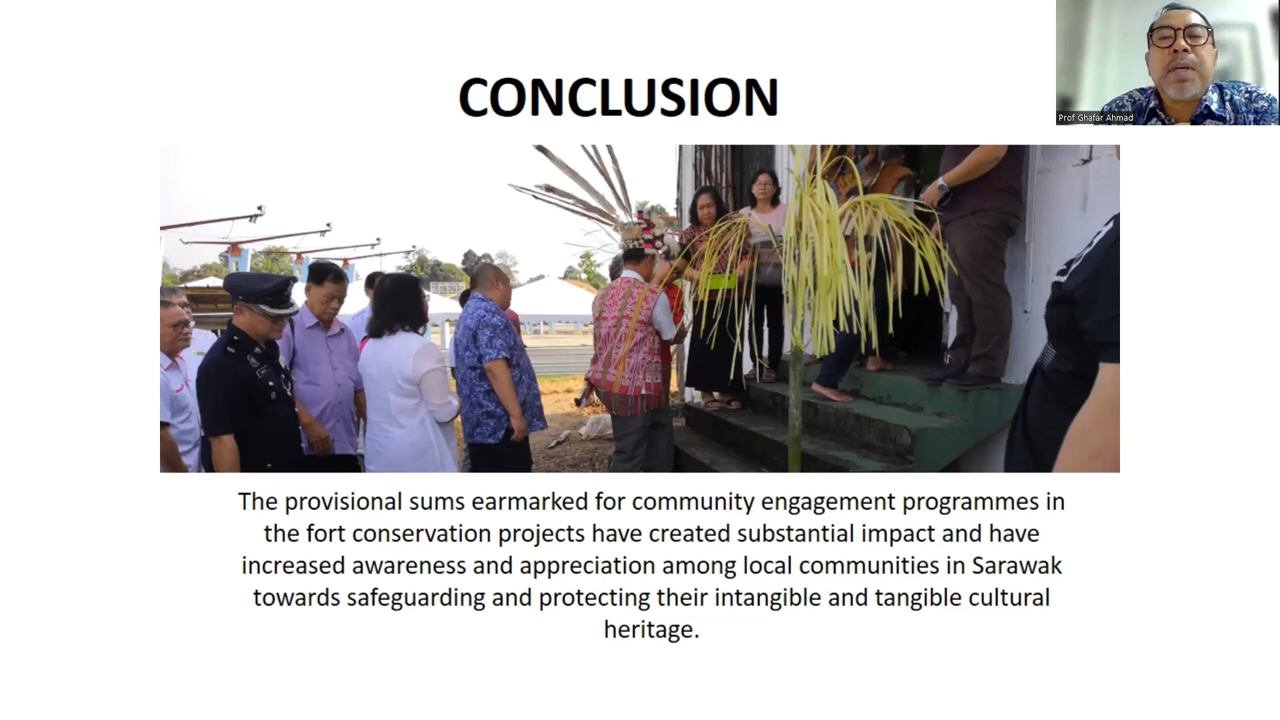 CONCLUSION
Prof Ghafar Ahmad
The provisional sums earmarked for community engagement programmes in
the fort conservation projects have created substantial impact and have
increased awareness and appreciation among local communities in Sarawak
towards safeguarding and protecting their intangible and tangible cultural
heritage.